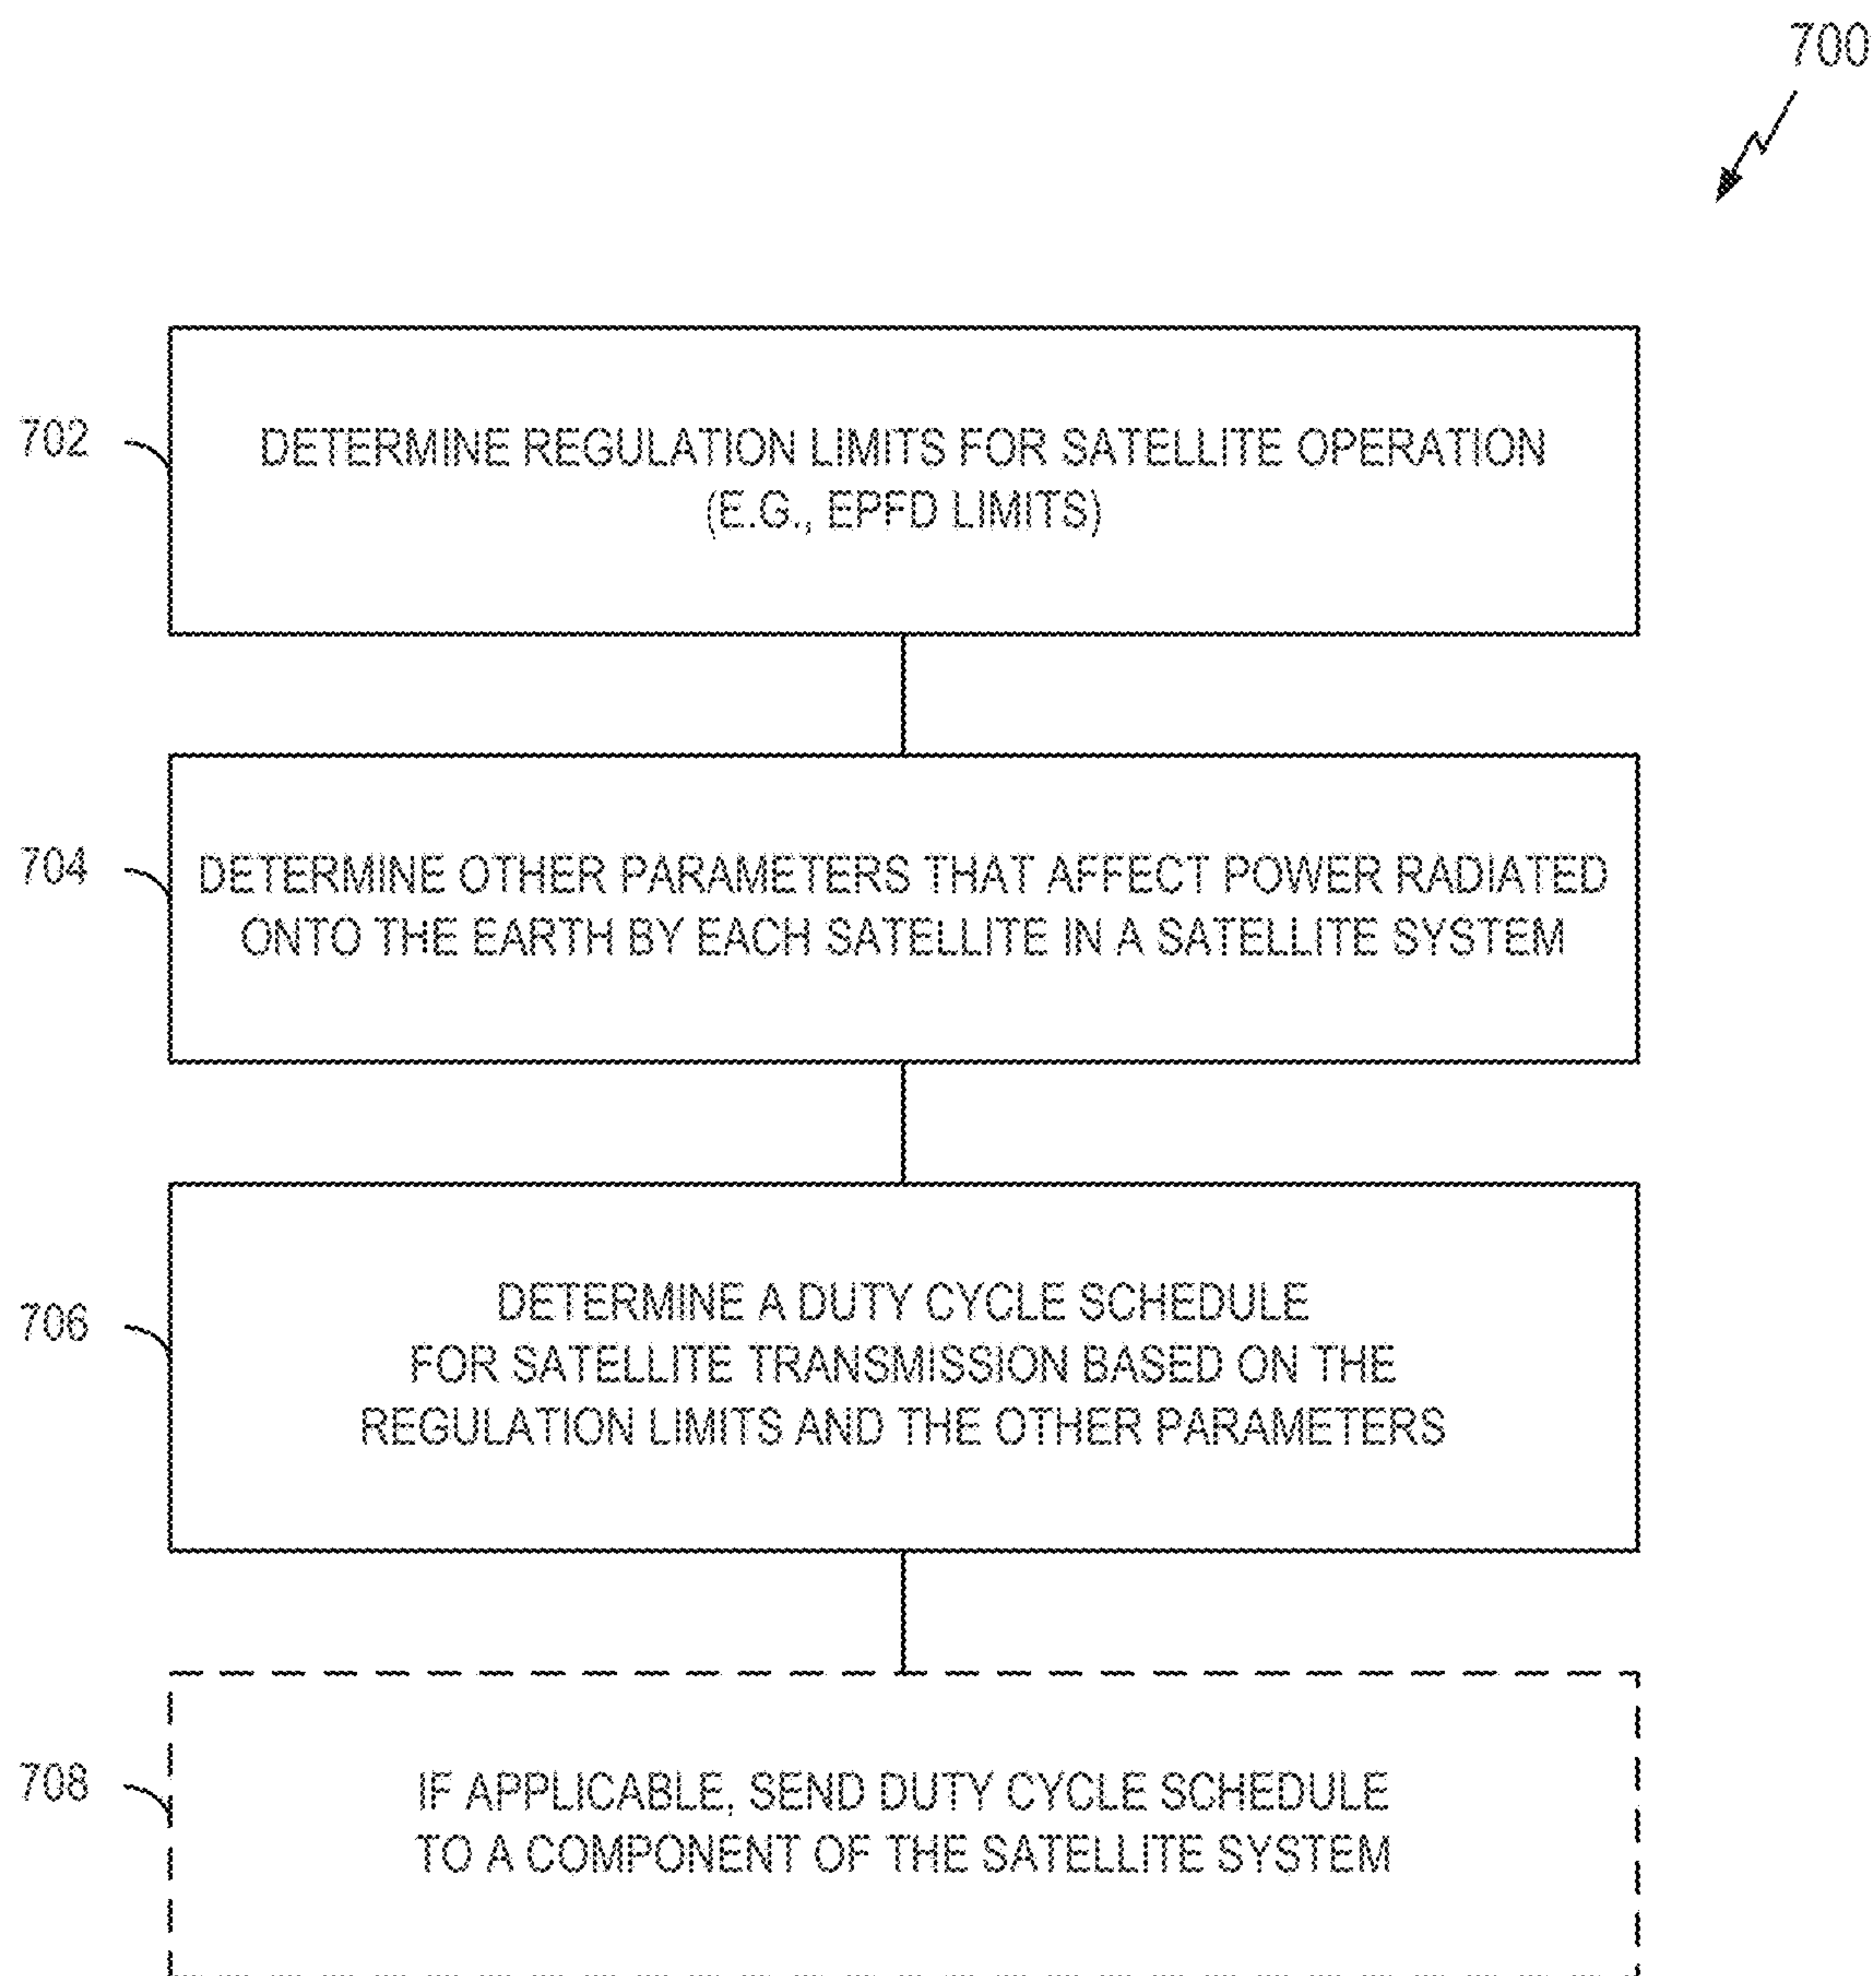 700
702
DETERMINE REGULATION LIMITS FOR SATELLITE OPERATION
(E.G., EPFD LIMITS)
704
DETERMINE OTHER PARAMETERS THAT AFFECT POWER RADIATED
ONTO THE EARTH BY EACH SATELLITE IN A SATELLITE SYSTEM
706
DETERMINE A DUTY CYCLE SCHEDULE
FOR SATELLITE TRANSMISSION BASED ON THE
REGULATION LIMITS AND THE OTHER PARAMETERS
708
IF APPLICABLE, SEND DUTY CYCLE SCHEDULE
TO A COMPONENT OF THE SATELLITE SYSTEM